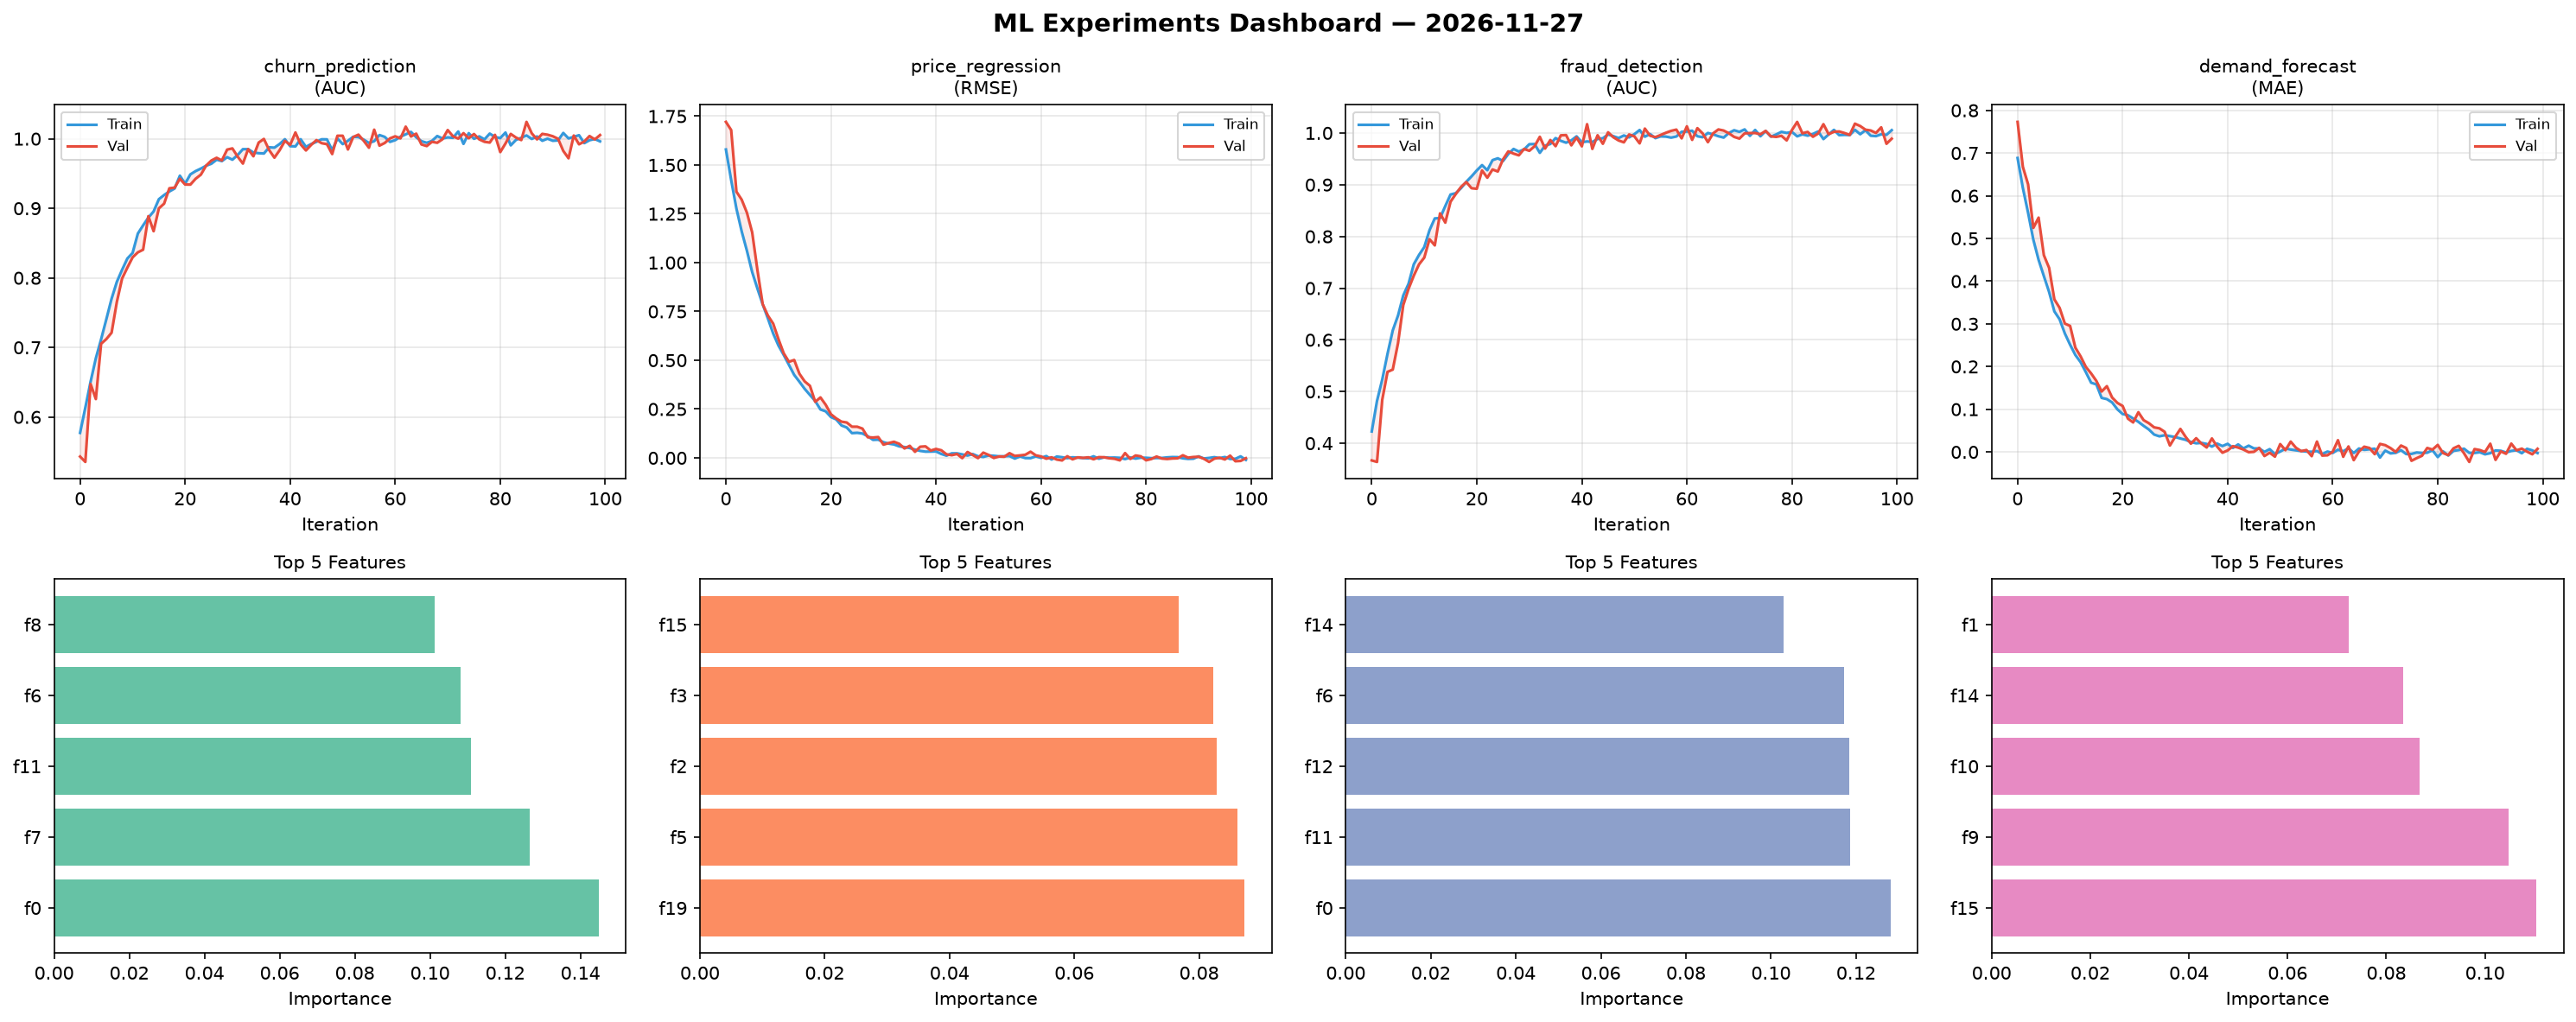 ML Experiments Dashboard — 2026-11-27
churn_prediction
(AUC)
Train
Val
1.0
0.9
0.8
0.7
0.6
0 20 40 60 80 100
Iteration
price_regression
(RMSE)
Train
Val
1.75
1.50
1.25
1.00
0.75
0.50
0.25
0.00
0 20 40 60 80 100
Iteration
fraud_detection
(AUC)
Train
Val
1.0
0.9
0.8
0.7
0.6
0.5
0.4
0 20 40 60 80 100
Iteration
demand_forecast
(MAE)
Train
Val
0.8
0.7
0.6
0.5
0.4
0.3
0.2
0.1
0.0
0 20 40 60 80 100
Iteration
Top 5 Features
f8
f6
f11
f7
f0
0.00 0.02 0.04 0.06 0.08 0.10 0.12 0.14
Importance
Top 5 Features
f15
f3
f2
f5
f19
0.00 0.02 0.04 0.06 0.08
Importance
Top 5 Features
f14
f6
f12
f11
f0
0.00 0.02 0.04 0.06 0.08 0.10 0.12
Importance
Top 5 Features
f1
f14
f10
f9
f15
0.00 0.02 0.04 0.06 0.08 0.10
Importance